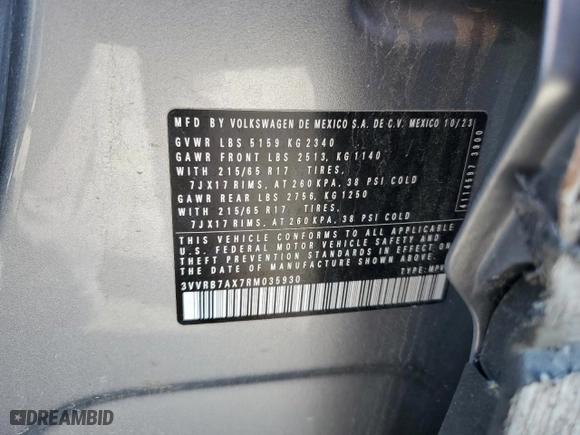 MFD BY VOLKSWAGEN DE MEXICO S.A. DE C.V. MEXICO 10/23
GVWR LBS 5159 KG 2340
GAWR FRONT LBS 2513, KG 1140
WITH 215/65 R17 TIRES,
7JX17 RIMS, AT 260 KPA, 38 PSI COLD
GAWR REAR LBS 2756, KG 1250
WITH 215/65 R17 TIRES,
7JX17 RIMS, AT 260 KPA, 38 PSI COLD
THIS VEHICLE CONFORMS TO ALL APPLICABLE
U.S. FEDERAL MOTOR VEHICLE SAFETY AND
THEFT PREVENTION STANDARDS IN EFFECT ON
THE DATE OF MANUFACTURE SHOWN ABOVE
3VVRB7AX7RM035930 TYPE: MPV
4114597 3900
DREAMBID